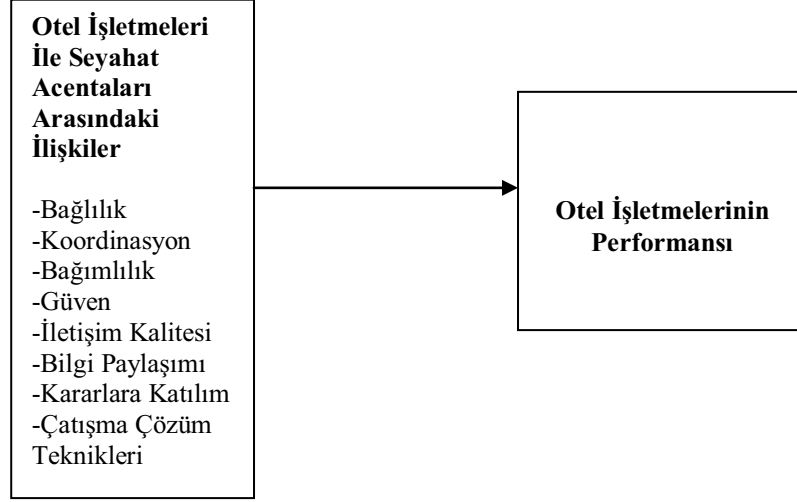 Otel İşletmeleri
İle Seyahat
Acentaları
Arasındaki
İlişkiler
-Bağlılık
-Koordinasyon
-Bağımlılık
-Güven
-İletişim Kalitesi
-Bilgi Paylaşımı
-Kararlara Katılım
-Çatışma Çözüm
Teknikleri
Otel İşletmelerinin
Performansı